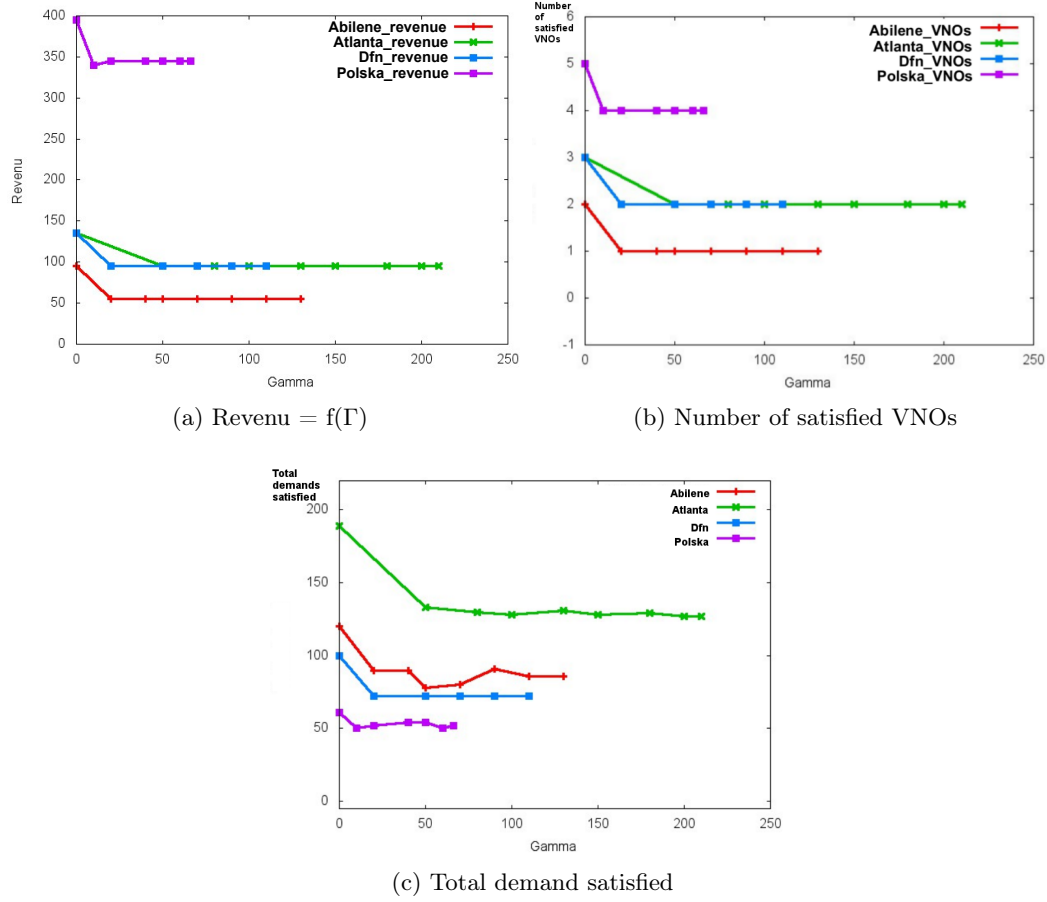 400
350
300
250
200
150
100
50
0
Revenu
Abilene_revenue
Atlanta_revenue
Dfn_revenue
Polska_revenue
0 50 100 150 200 250
Gamma
(a) Revenu = f(Γ)
Number
of
satisfied
VNOs
6
5
4
3
2
1
0
-1
Abilene_VNOs
Atlanta_VNOs
Dfn_VNOs
Polska_VNOs
0 50 100 150 200 250
Gamma
(b) Number of satisfied VNOs
Total
demands
satisfied
200
150
100
50
0
Abilene
Atlanta
Dfn
Polska
0 50 100 150 200 250
Gamma
(c) Total demand satisfied